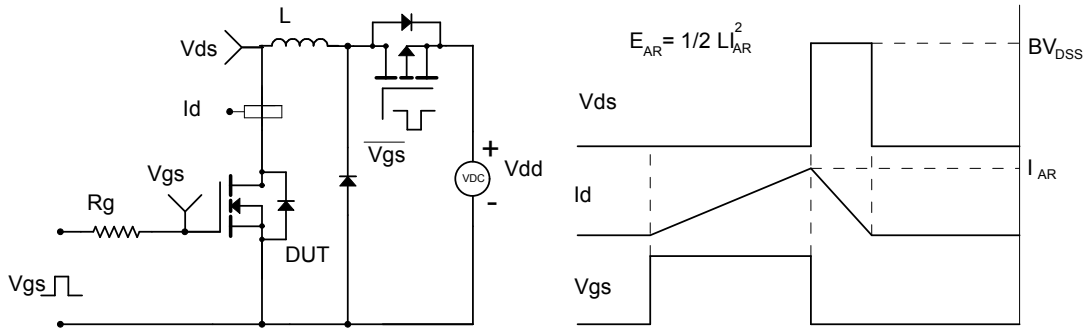 L
Vds
Id
Vgs
Rg
DUT
Vgs
Vgs
VDC
+
Vdd
-
E_AR= 1/2 LI_AR^2
BV_DSS
Vds
I_AR
Id
Vgs